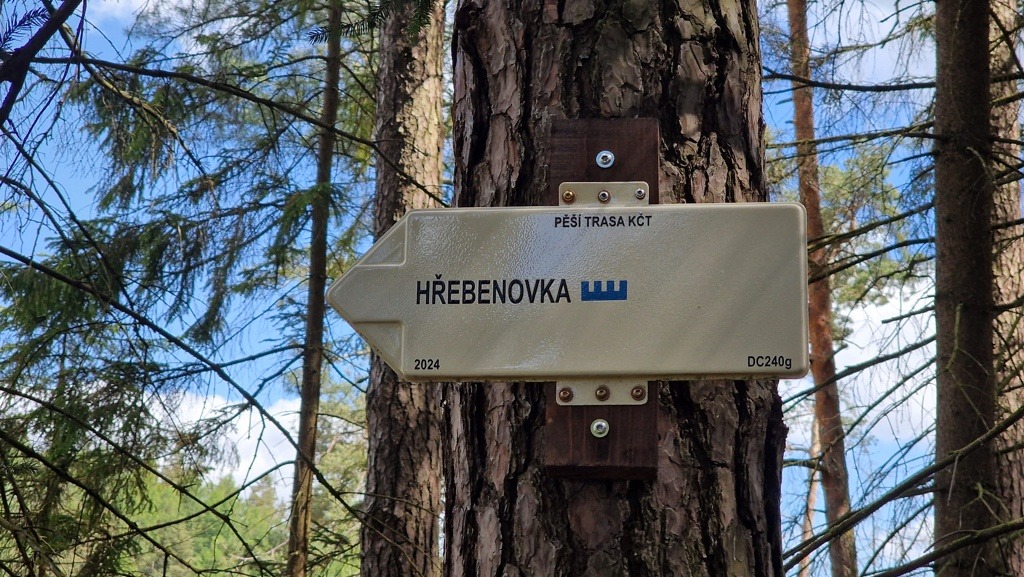 PĚŠÍ TRASA KČT
HŘEBENOVKA
2024 DC240g